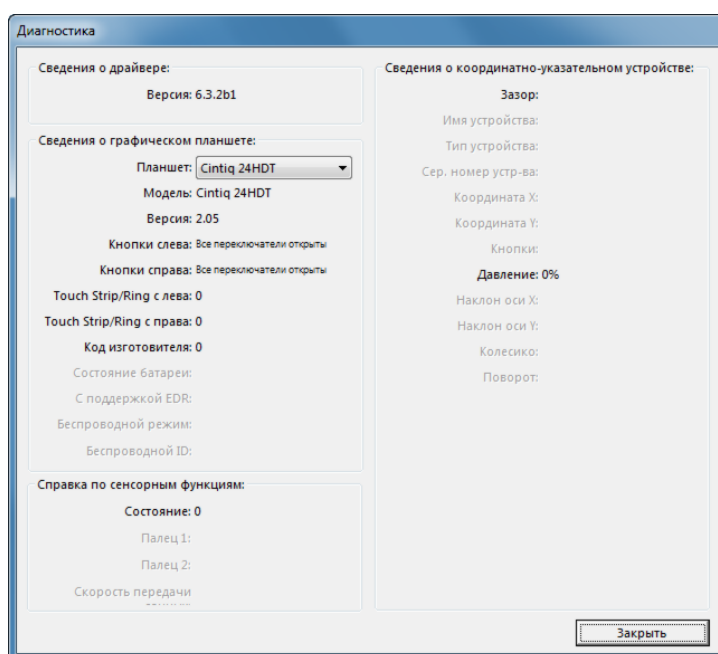 Диагностика
Сведения о драйвере:
Версия: 6.3.2b1
Сведения о графическом планшете:
Планшет: Cintiq 24HDT
Модель: Cintiq 24HDT
Версия: 2.05
Кнопки слева: Все переключатели открыты
Кнопки справа: Все переключатели открыты
Touch Strip/Ring с лева: 0
Touch Strip/Ring с права: 0
Код изготовителя: 0
Состояние батареи:
С поддержкой EDR:
Беспроводной режим:
Беспроводной ID:
Справка по сенсорным функциям:
Состояние: 0
Палец 1:
Палец 2:
Скорость передачи
Сведения о координатно-указательном устройстве:
Зазор:
Имя устройства:
Тип устройства:
Сер. номер устр-ва:
Координата X:
Координата Y:
Кнопки:
Давление: 0%
Наклон оси X:
Наклон оси Y:
Колесико:
Поворот:
Закрыть